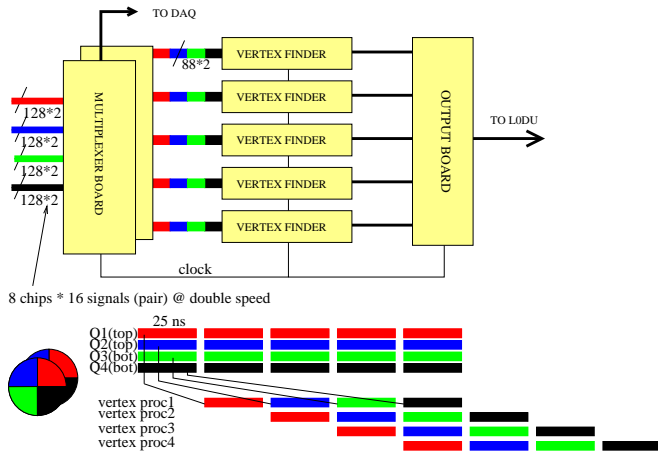 TO DAQ
88*2
VERTEX FINDER
VERTEX FINDER
VERTEX FINDER
VERTEX FINDER
VERTEX FINDER
MULTIPLEXER BOARD
OUTPUT BOARD
TO L0DU
128*2
128*2
128*2
128*2
clock
8 chips * 16 signals (pair) @ double speed
25 ns
Q1(top)
Q2(top)
Q3(bot)
Q4(bot)
vertex proc1
vertex proc2
vertex proc3
vertex proc4